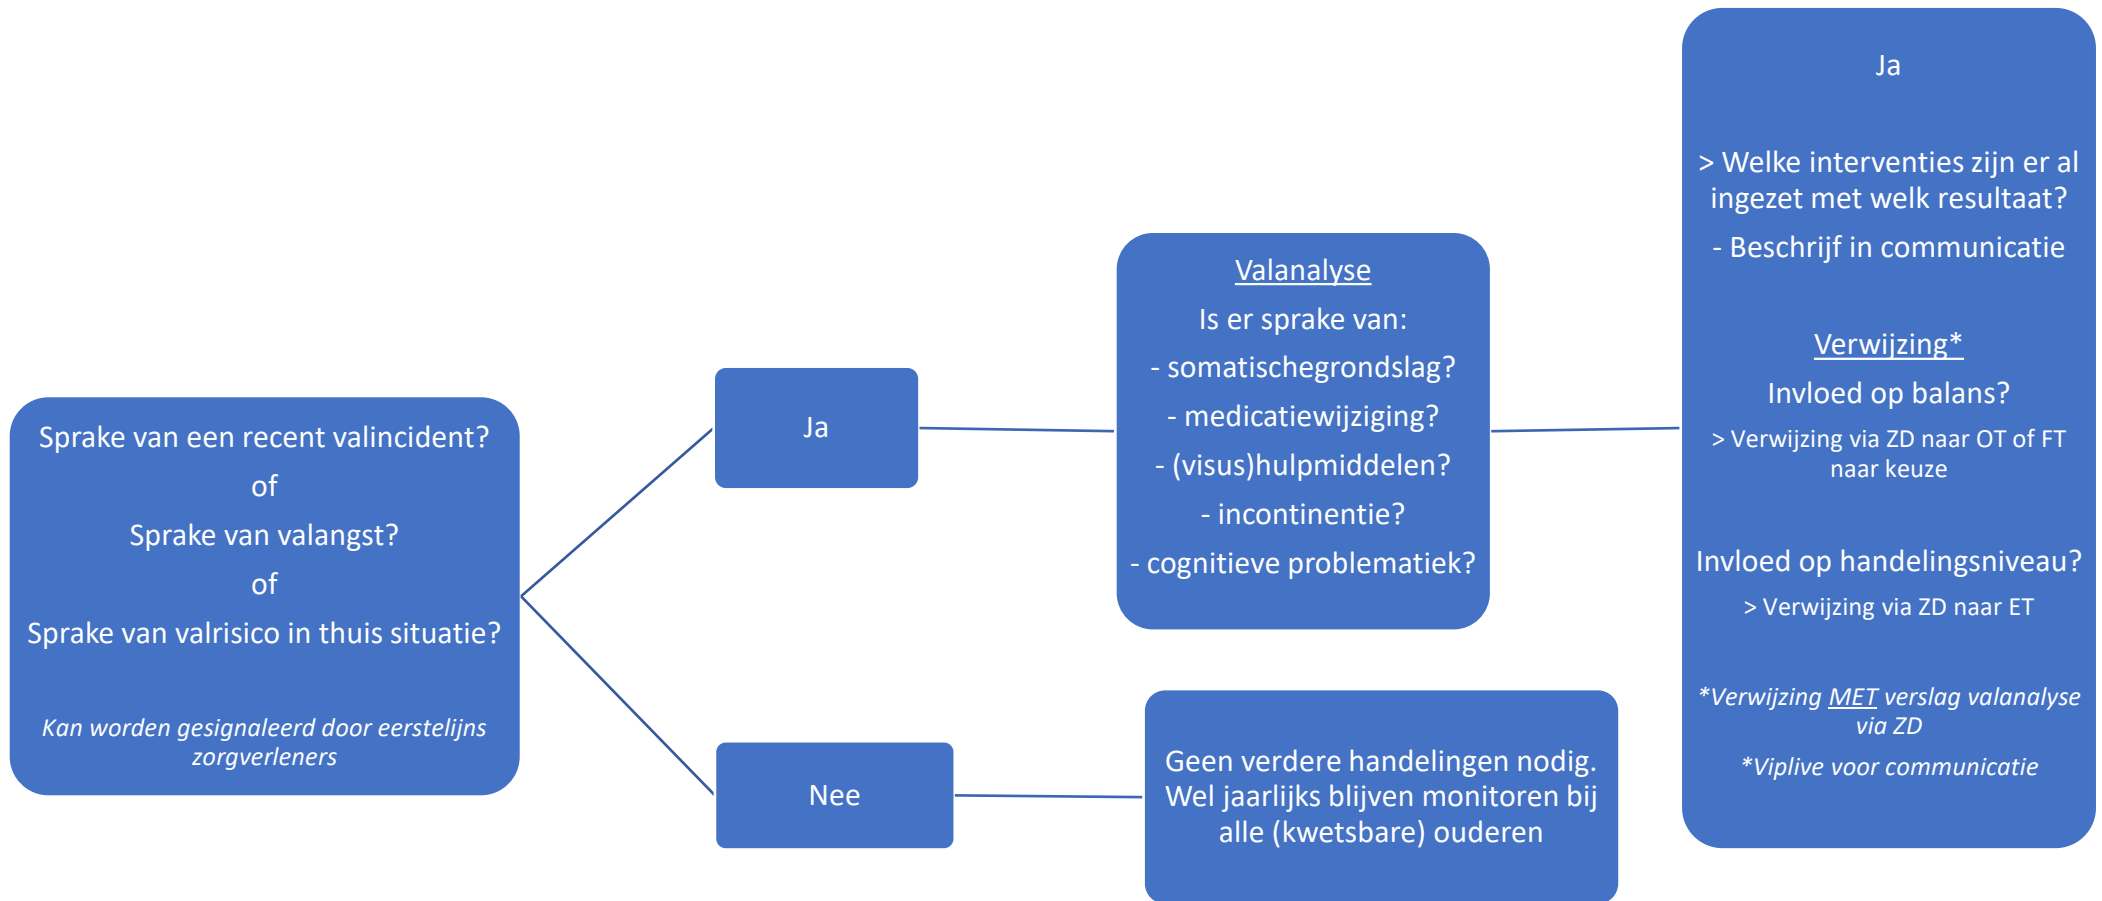 Sprake van een recent valincident?
of
Sprake van valangst?
of
Sprake van valrisico in thuis situatie?
Kan worden gesignaleerd door eerstelijns
zorgverleners
Ja
Nee
Valanalyse
Is er sprake van:
- somatischegrondslag?
- medicatiewijziging?
- (visus)hulpmiddelen?
- incontinentie?
- cognitieve problematiek?
Geen verdere handelingen nodig.
Wel jaarlijks blijven monitoren bij
alle (kwetsbare) ouderen
Ja
> Welke interventies zijn er al
ingezet met welk resultaat?
- Beschrijf in communicatie
Verwijzing*
Invloed op balans?
> Verwijzing via ZD naar OT of FT
naar keuze
Invloed op handelingsniveau?
> Verwijzing via ZD naar ET
*Verwijzing MET verslag valanalyse
via ZD
*Viplive voor communicatie